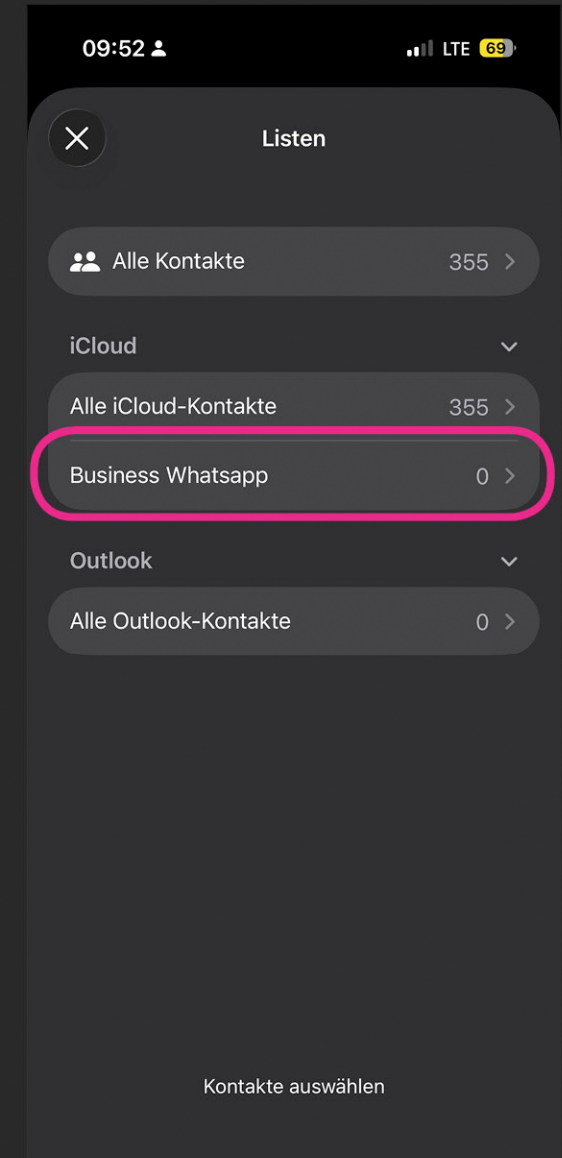 09:52 LTE 69
Listen
Alle Kontakte 355
iCloud
Alle iCloud-Kontakte 355
Business Whatsapp 0
Outlook
Alle Outlook-Kontakte 0
Kontakte auswählen